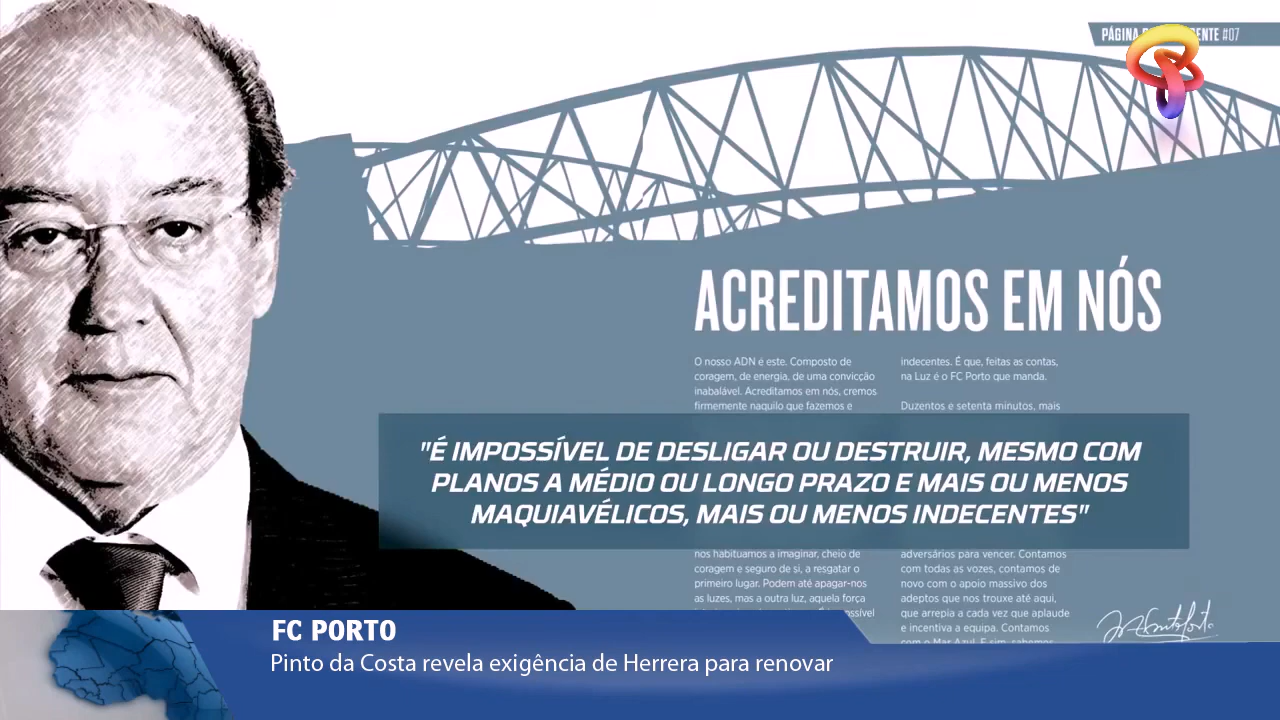 PÁGINA
ENTE #07
ACREDITAMOS EM NÓS
O nosso ADN é este. Composto de
coragem, de energia, de uma convicção
inabalável. Acreditamos em nós, cremos
firmemente naquilo que fazemos e
indecentes. É que, feitas as contas,
na Luz é o FC Porto que manda.
Duzentos e setenta minutos, mais
"É IMPOSSÍVEL DE DESLIGAR OU DESTRUIR, MESMO COM
PLANOS A MÉDIO OU LONGO PRAZO E MAIS OU MENOS
MAQUIAVÉLICOS, MAIS OU MENOS INDECENTES"
nos habituamos a imaginar, cheio de
coragem e seguro de si, a resgatar o
primeiro lugar. Podem até apagar-nos
as luzes, mas a outra luz, aquela força
adversários para vencer. Contamos
com todas as vozes, contamos de
novo com o apoio massivo dos
adeptos que nos trouxe até aqui,
que arrepia a cada vez que aplaude
e incentiva a equipa. Contamos
com o Mar Azul. E sim, sabemos
FC PORTO
Pinto da Costa revela exigência de Herrera para renovar